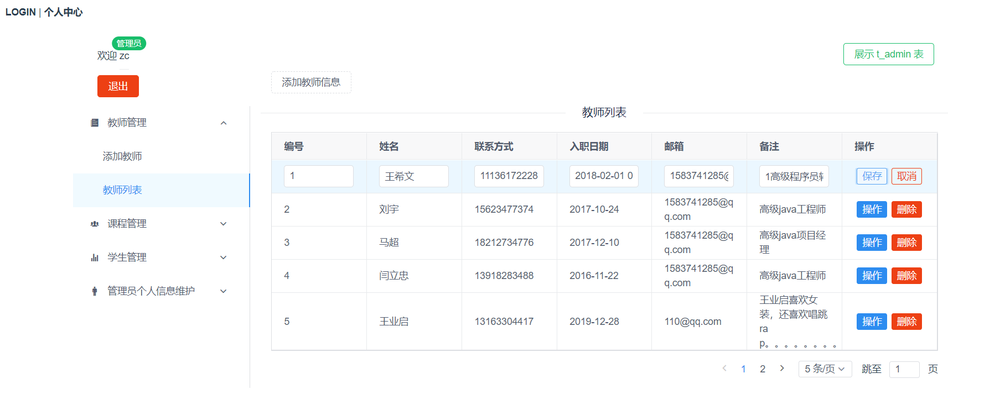 LOGIN | 个人中心
管理员
欢迎 zc
退出
展示 t_admin 表
添加教师信息
教师管理
添加教师
教师列表
课程管理
学生管理
管理员个人信息维护
教师列表
编号 姓名 联系方式 入职日期 邮箱 备注 操作
1 王希文 11136172228 2018-02-01 0 1583741285@ 1高级程序员 保存 取消
2 刘宇 15623477374 2017-10-24 1583741285@q
q.com 高级java工程师 操作 删除
3 马超 18212734776 2017-12-10 1583741285@q
q.com 高级java项目经
理 操作 删除
4 闫立忠 13918283488 2016-11-22 1583741285@q
q.com 高级java工程师 操作 删除
5 王业启 13163304417 2019-12-28 110@qq.com 王业启喜欢女
装，还喜欢唱跳
ra
p。。。。。。。。 操作 删除
1 2 5 条/页 跳至 1 页